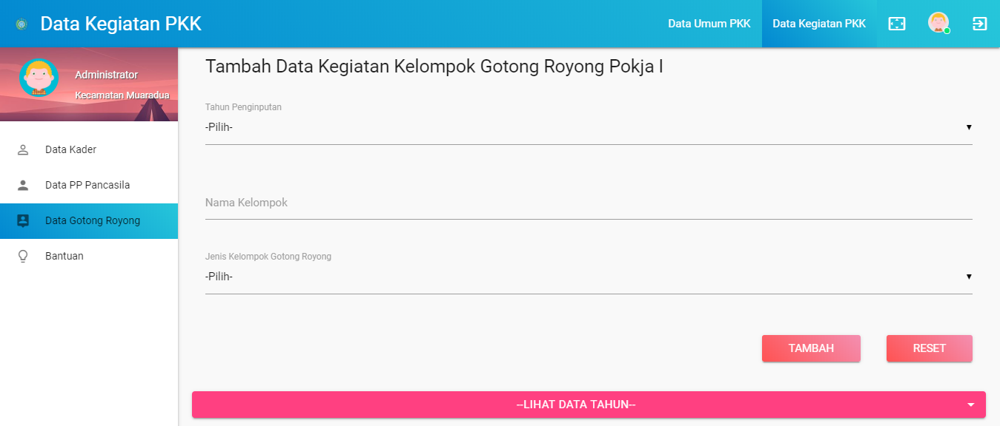 Data Kegiatan PKK
Data Umum PKK
Data Kegiatan PKK
Administrator
Kecamatan Muaradua
Data Kader
Data PP Pancasila
Data Gotong Royong
Bantuan
Tambah Data Kegiatan Kelompok Gotong Royong Pokja I
Tahun Penginputan
-Pilih-
Nama Kelompok
Jenis Kelompok Gotong Royong
-Pilih-
TAMBAH
RESET
--LIHAT DATA TAHUN--